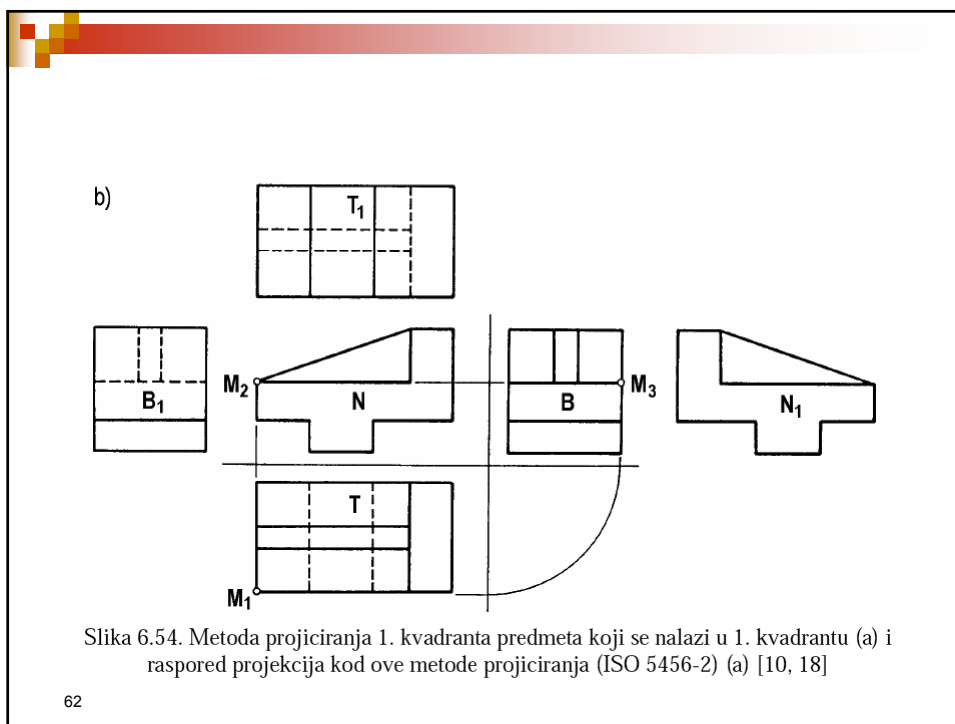 b)
T₁
M₂
B₁
N
B
M₃
N₁
T
M₁
Slika 6.54. Metoda projiciranja 1. kvadranta predmeta koji se nalazi u 1. kvadrantu (a) i
raspored projekcija kod ove metode projiciranja (ISO 5456-2) (a) [10, 18]
62